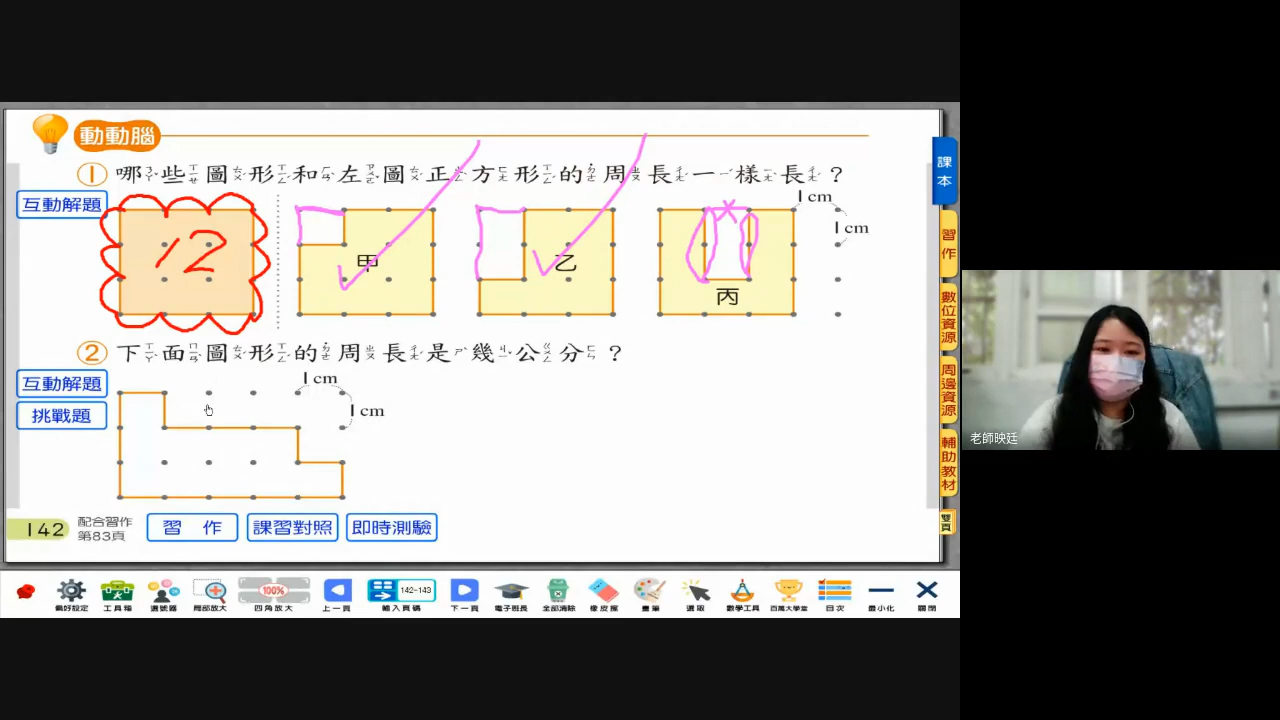 動動腦
1 哪些圖形和左圖正方形的周長一樣長？
互動解題
1 cm
1 cm
12
甲
乙
丙
2 下面圖形的周長是幾公分？
互動解題
挑戰題
1 cm
1 cm
142
配合習作
第83頁
習 作
課習對照
即時測驗
課本
習作
數位資源
周邊資源
輔助教材
雙頁
偏好設定
工具箱
選號器
局部放大
100%
四角放大
上一頁
142-143
輸入頁碼
下一頁
電子班長
全部清除
橡皮擦
畫筆
選取
數學工具
百萬大學堂
目次
最小化
關閉
老師映廷